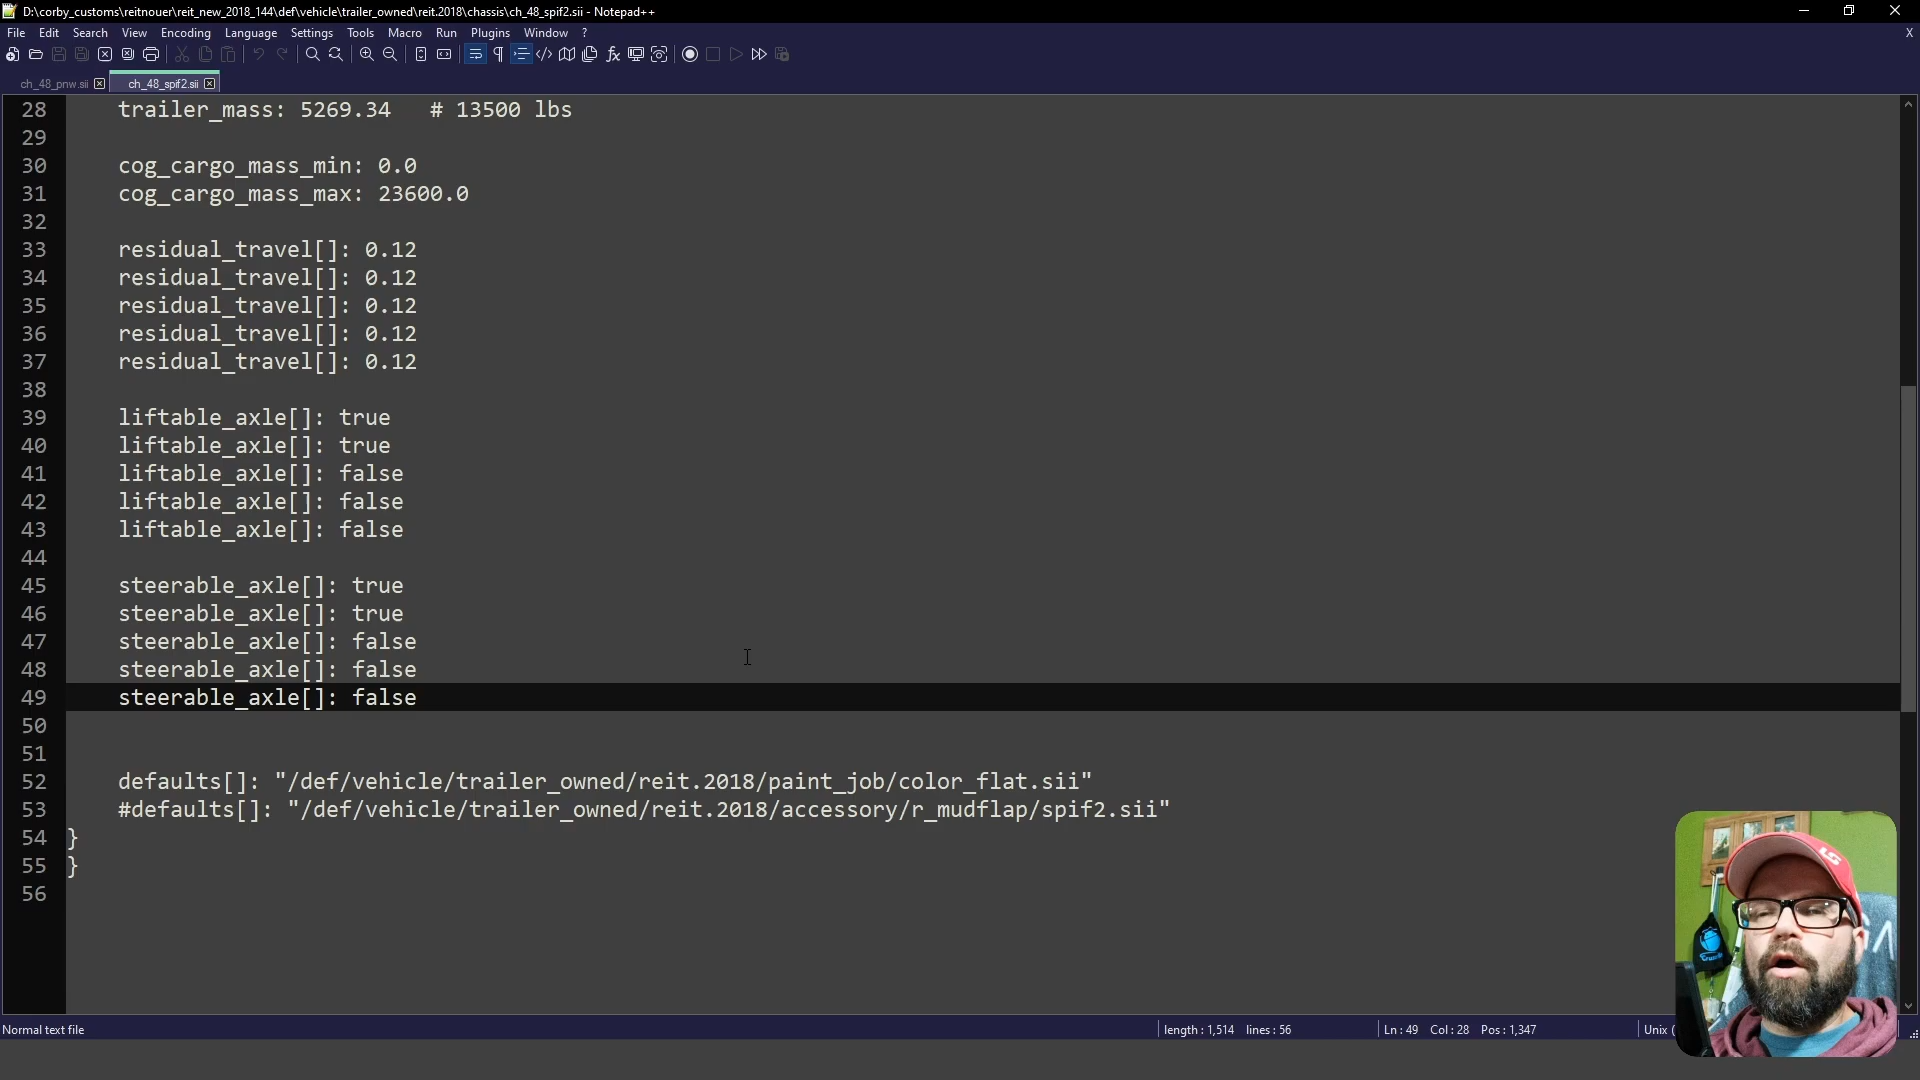 D:\corby_customs\reitnouer\reit_new_2018_144\def\vehicle\trailer_owned\reit.2018\chassis\ch_48_spif2.sii - Notepad++
File Edit Search View Encoding Language Settings Tools Macro Run Plugins Window ? X
ch_48_pnw.sii ch_48_spif2.sii
28 trailer_mass: 5269.34 # 13500 lbs
29
30 cog_cargo_mass_min: 0.0
31 cog_cargo_mass_max: 23600.0
32
33 residual_travel[]: 0.12
34 residual_travel[]: 0.12
35 residual_travel[]: 0.12
36 residual_travel[]: 0.12
37 residual_travel[]: 0.12
38
39 liftable_axle[]: true
40 liftable_axle[]: true
41 liftable_axle[]: false
42 liftable_axle[]: false
43 liftable_axle[]: false
44
45 steerable_axle[]: true
46 steerable_axle[]: true
47 steerable_axle[]: false
48 steerable_axle[]: false
49 steerable_axle[]: false
50
51
52 defaults[]: "/def/vehicle/trailer_owned/reit.2018/paint_job/color_flat.sii"
53 #defaults[]: "/def/vehicle/trailer_owned/reit.2018/accessory/r_mudflap/spif2.sii"
54 }
55 }
56
Normal text file length : 1,514 lines : 56 Ln : 49 Col : 28 Pos : 1,347 Unix (